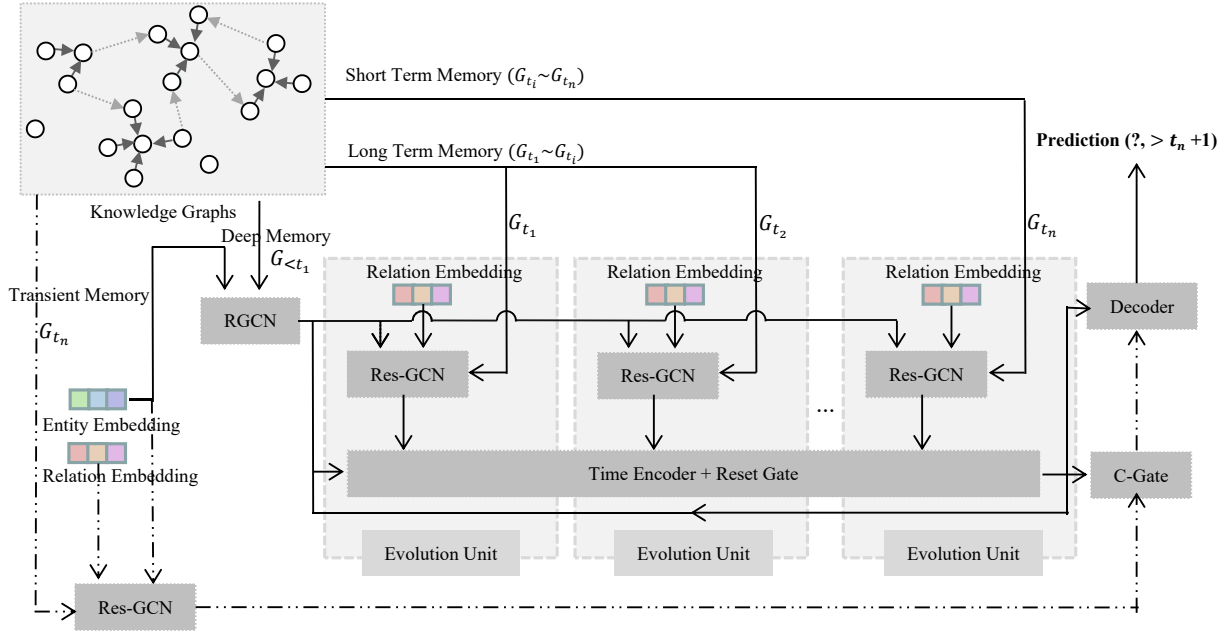 Short Term Memory (G_{t_i}~G_{t_n})
Long Term Memory (G_{t_1}~G_{t_i})
Prediction (?, > t_n +1)
Knowledge Graphs
Deep Memory
G_{<t_1}
G_{t_1}
G_{t_2}
G_{t_n}
Transient Memory
G_{t_n}
Relation Embedding
Relation Embedding
Relation Embedding
RGCN
Decoder
Res-GCN
Res-GCN
Res-GCN
Entity Embedding
...
Relation Embedding
Time Encoder + Reset Gate
C-Gate
Evolution Unit
Evolution Unit
Evolution Unit
Res-GCN